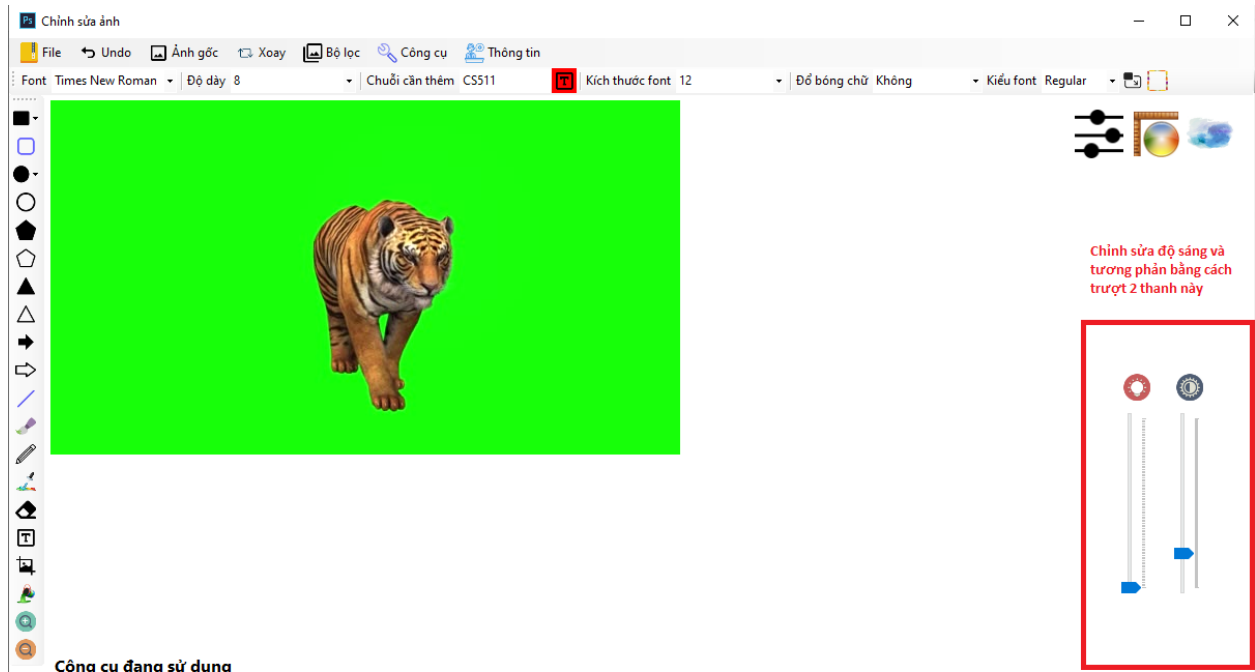 Ps Chỉnh sửa ảnh
File Undo Ảnh gốc Xoay Bộ lọc Công cụ Thông tin
Font Times New Roman Độ dày 8 Chuỗi cần thêm CS511 T Kích thước font 12 Đổ bóng chữ Không Kiểu font Regular
Chỉnh sửa độ sáng và
tương phản bằng cách
trượt 2 thanh này
T
Công cụ đang sử dụng